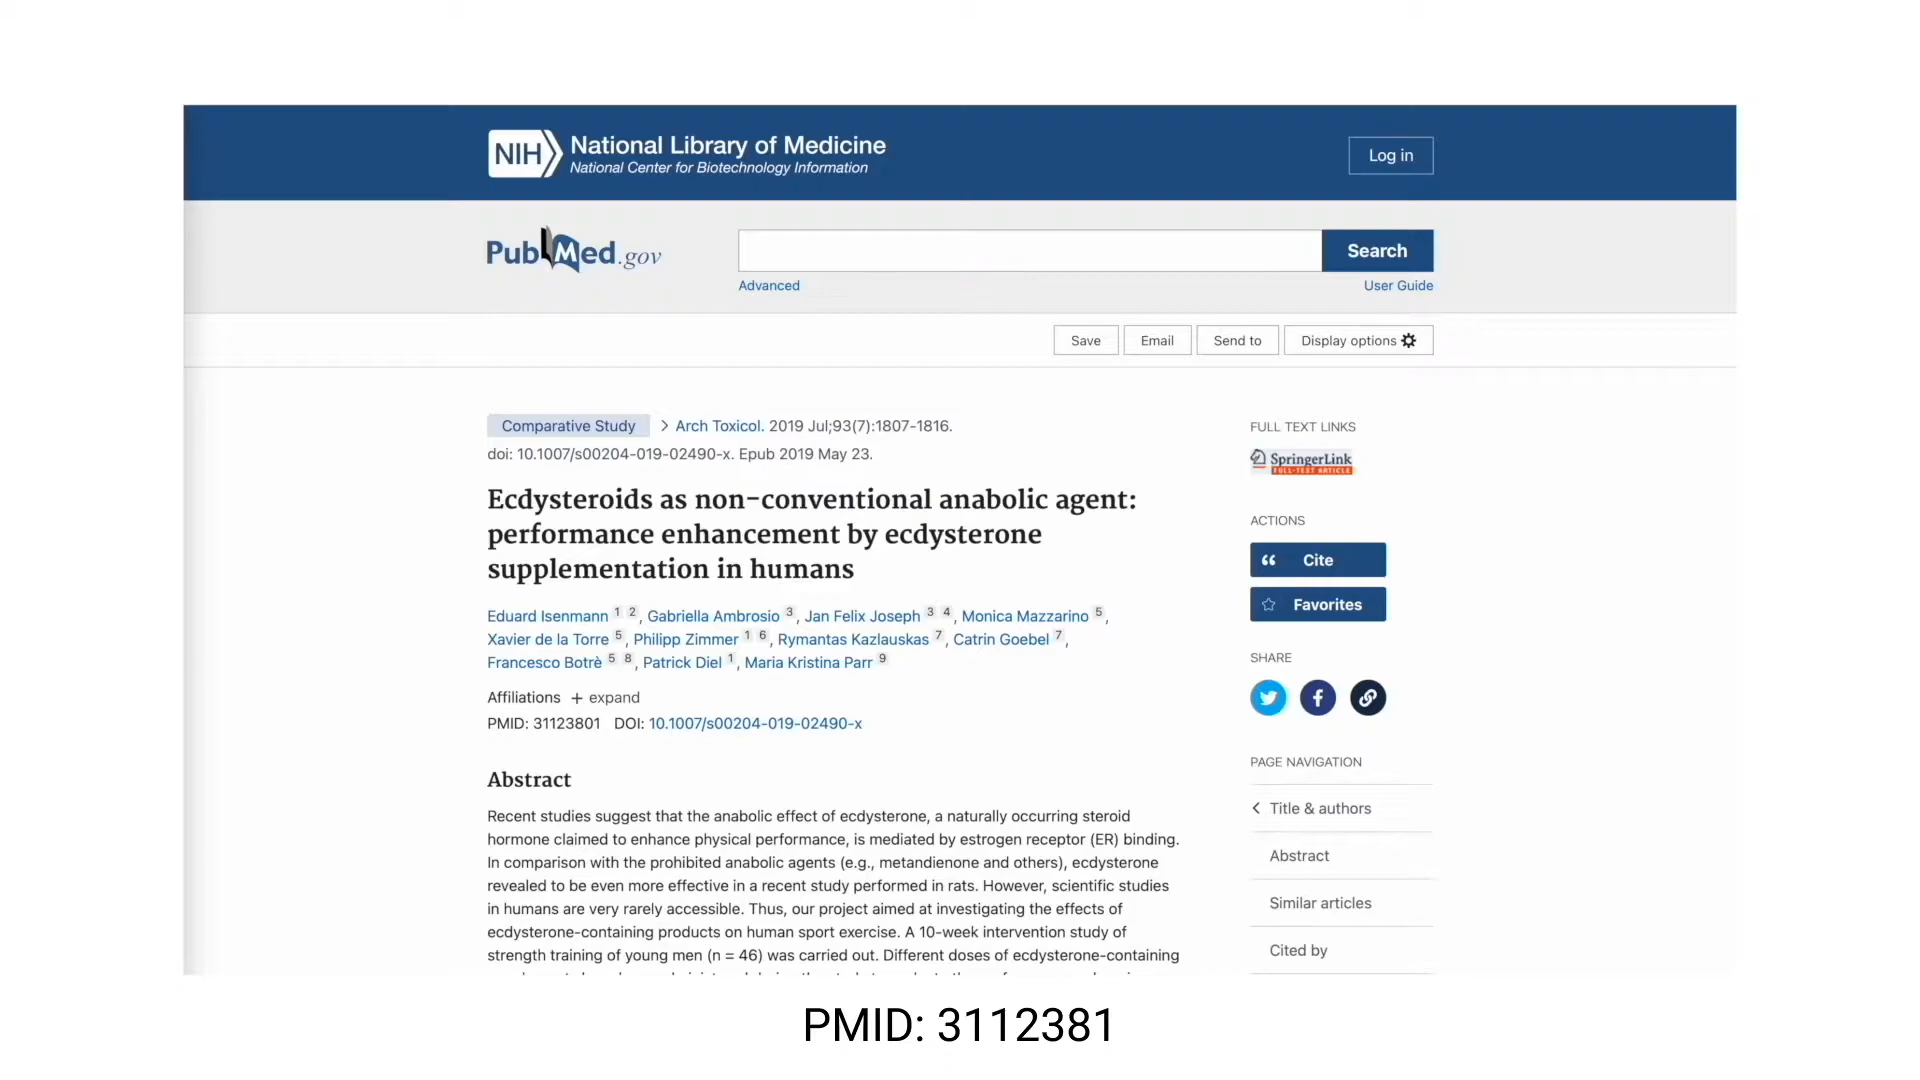 NIH National Library of Medicine
National Center for Biotechnology Information
Log in
PubMed.gov
Search
Advanced
User Guide
Save
Email
Send to
Display options
Comparative Study > Arch Toxicol. 2019 Jul;93(7):1807-1816.
doi: 10.1007/s00204-019-02490-x. Epub 2019 May 23.
Ecdysteroids as non-conventional anabolic agent:
performance enhancement by ecdysterone
supplementation in humans
Eduard Isenmann 1 2, Gabriella Ambrosio 3, Jan Felix Joseph 3 4, Monica Mazzarino 5,
Xavier de la Torre 5, Philipp Zimmer 1 6, Rymantas Kazlauskas 7, Catrin Goebel 7,
Francesco Botrè 5 8, Patrick Diel 1, Maria Kristina Parr 9
Affiliations + expand
PMID: 31123801 DOI: 10.1007/s00204-019-02490-x
Abstract
Recent studies suggest that the anabolic effect of ecdysterone, a naturally occurring steroid
hormone claimed to enhance physical performance, is mediated by estrogen receptor (ER) binding.
In comparison with the prohibited anabolic agents (e.g., metandienone and others), ecdysterone
revealed to be even more effective in a recent study performed in rats. However, scientific studies
in humans are very rarely accessible. Thus, our project aimed at investigating the effects of
ecdysterone-containing products on human sport exercise. A 10-week intervention study of
strength training of young men (n = 46) was carried out. Different doses of ecdysterone-containing
FULL TEXT LINKS
SpringerLink
FULL-TEXT ARTICLE
ACTIONS
Cite
Favorites
SHARE
PAGE NAVIGATION
< Title & authors
Abstract
Similar articles
Cited by
PMID: 3112381